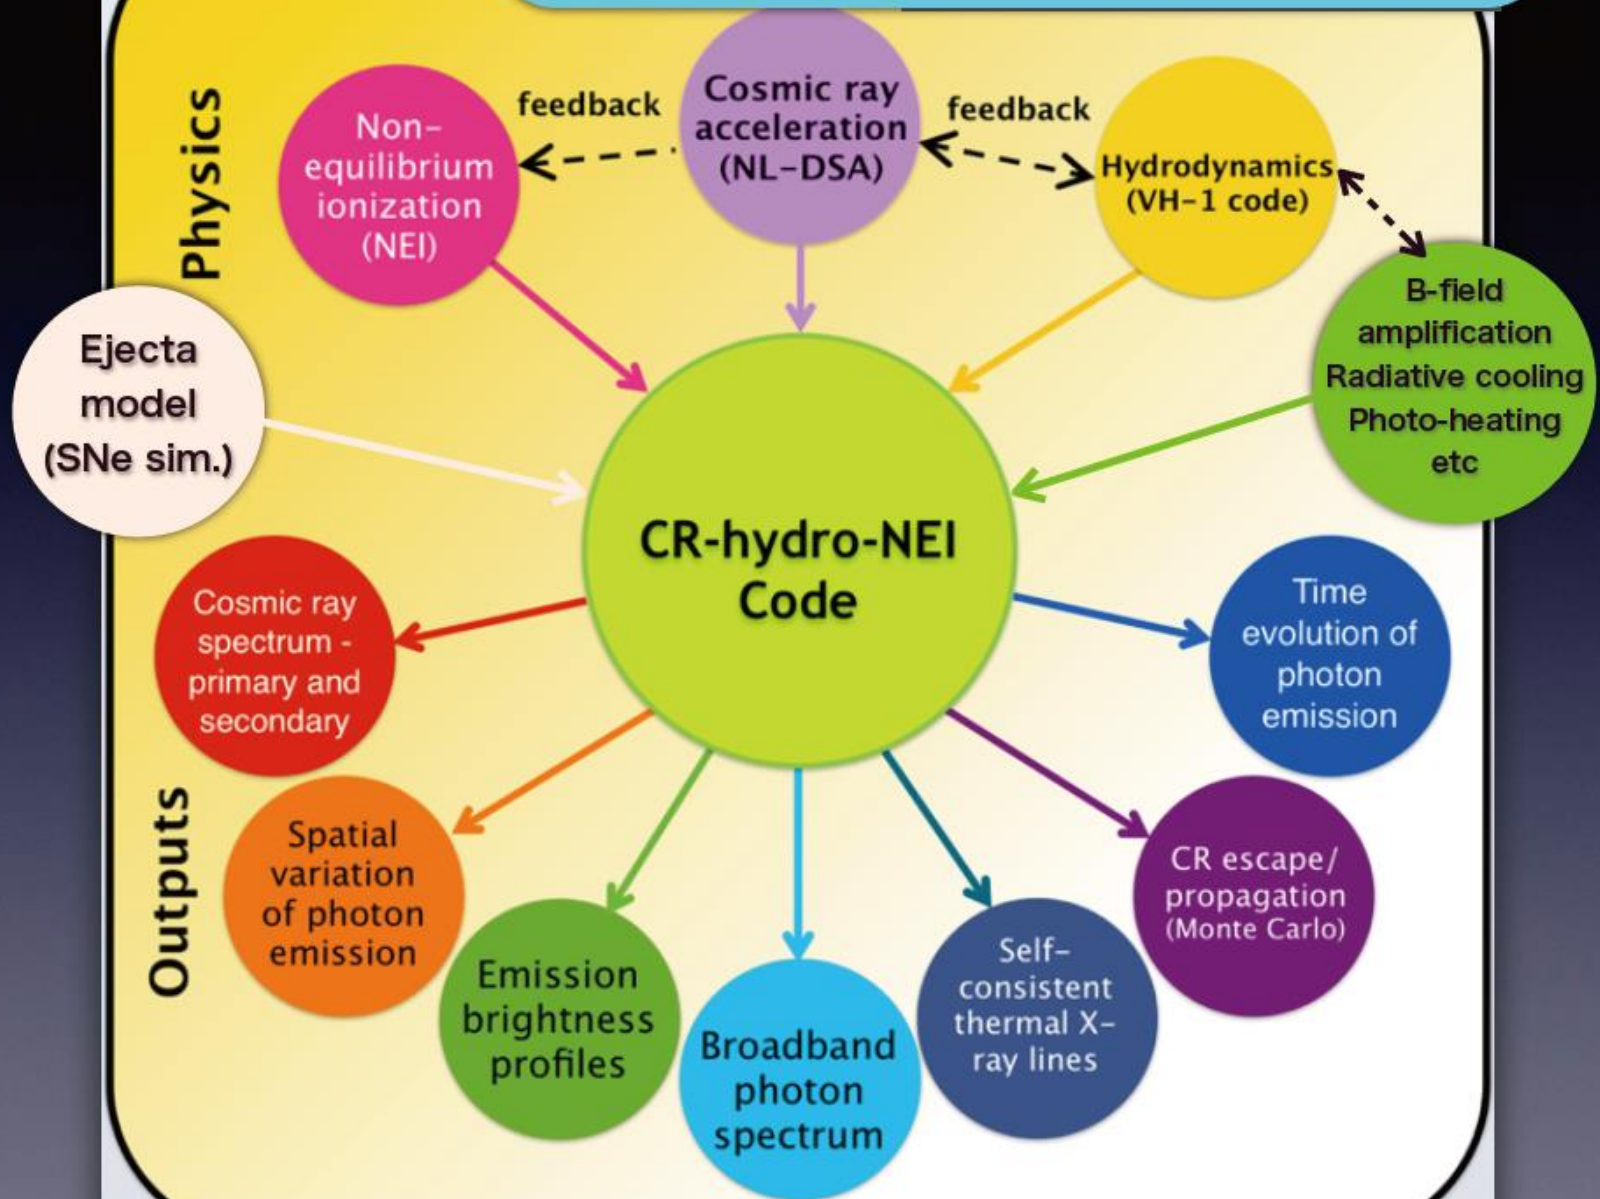 Physics
Non-
equilibrium
ionization
(NEI)
feedback
Cosmic ray
acceleration
(NL-DSA)
feedback
Hydrodynamics
(VH-1 code)
B-field
amplification
Radiative cooling
Photo-heating
etc
Ejecta
model
(SNe sim.)
CR-hydro-NEI
Code
Outputs
Cosmic ray
spectrum -
primary and
secondary
Spatial
variation
of photon
emission
Emission
brightness
profiles
Broadband
photon
spectrum
Self-
consistent
thermal X-
ray lines
CR escape/
propagation
(Monte Carlo)
Time
evolution of
photon
emission